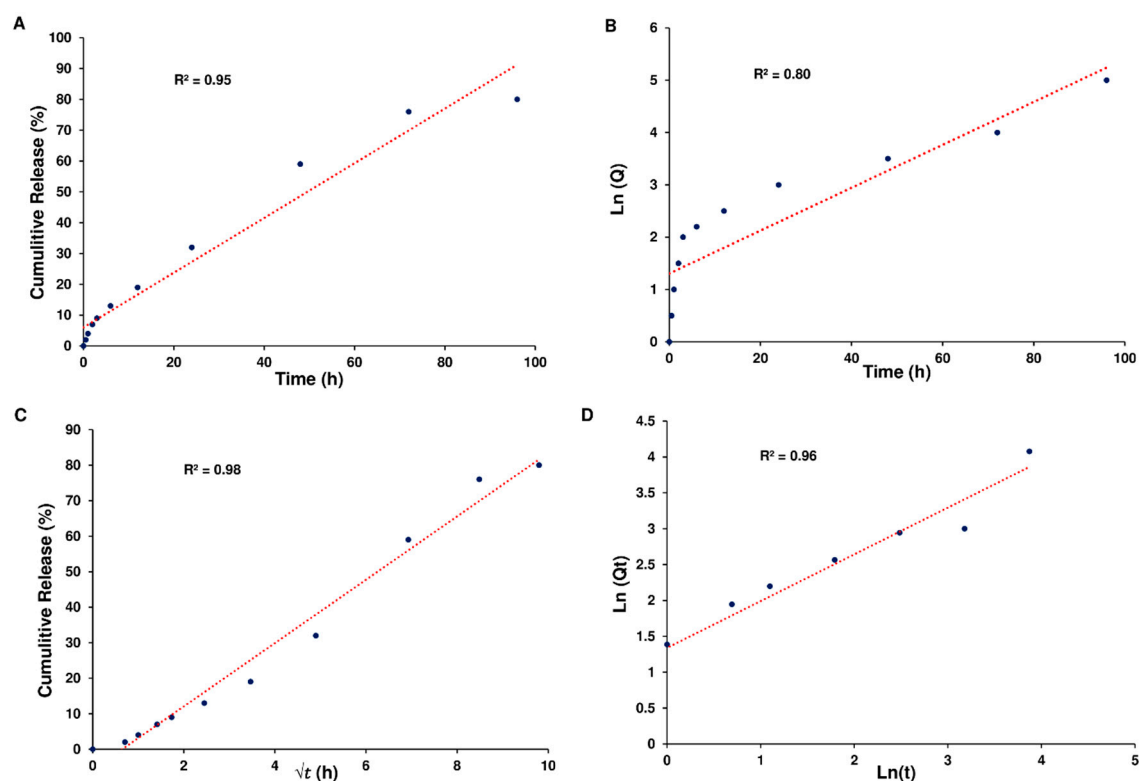 A
Cumulitive Release (%)
100
90
80
70
60
50
40
30
20
10
0
R² = 0.95
0 20 40 60 80 100
Time (h)
B
Ln (Q)
6
5
4
3
2
1
0
R² = 0.80
0 20 40 60 80 100
Time (h)
C
Cumulitive Release (%)
90
80
70
60
50
40
30
20
10
0
R² = 0.98
0 2 4 6 8 10
√t (h)
D
Ln (Qt)
4.5
4
3.5
3
2.5
2
1.5
1
0.5
0
R² = 0.96
0 1 2 3 4 5
Ln(t)